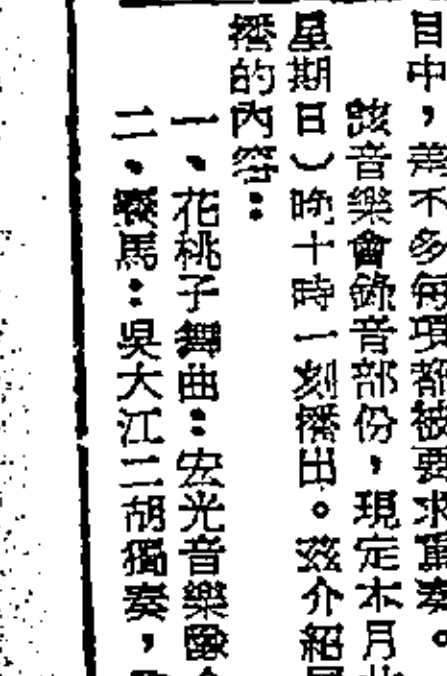 目中，差不多每項都被要求重奏。
該音樂會錄音部份，現定本月
星期日）晚十時一刻播出。茲介紹
播的內容：
一、花桃子舞曲：宏光音樂
二、賽馬：吳大江二胡獨奏，